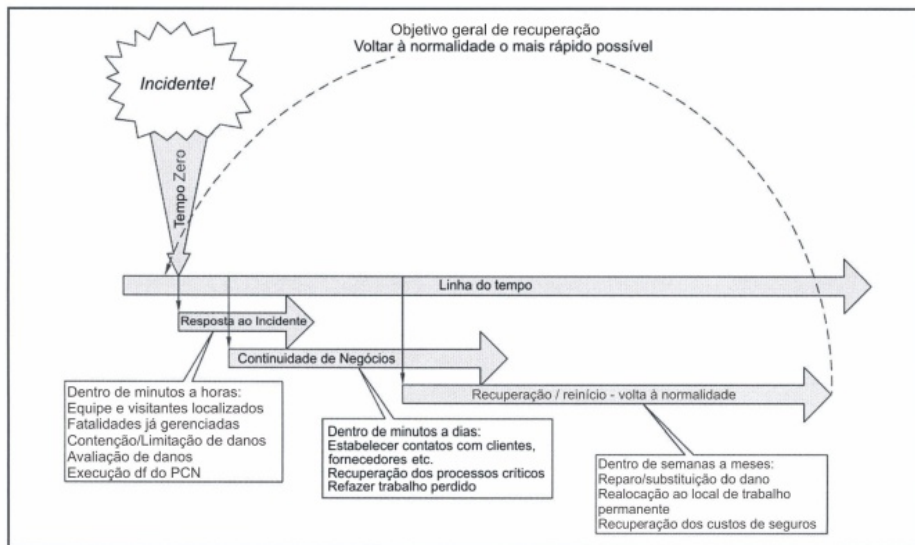 Objetivo geral de recuperação
Voltar à normalidade o mais rápido possível
Incidente!
Tempo Zero
Linha do tempo
Resposta ao Incidente
Continuidade de Negócios
Recuperação / reinício - volta à normalidade
Dentro de minutos a horas:
Equipe e visitantes localizados
Fatalidades já gerenciadas
Contenção/Limitação de danos
Avaliação de danos
Execução df do PCN
Dentro de minutos a dias:
Estabelecer contatos com clientes,
fornecedores etc.
Recuperação dos processos críticos
Refazer trabalho perdido
Dentro de semanas a meses:
Reparo/substituição do dano
Realocação ao local de trabalho
permanente
Recuperação dos custos de seguros